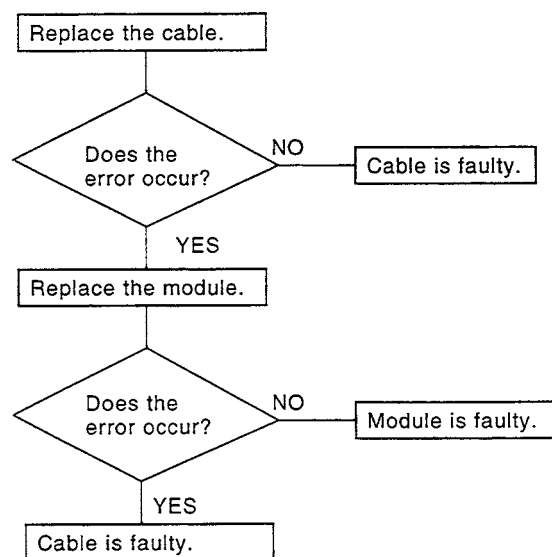 Replace the cable.
Does the
error occur?
NO
Cable is faulty.
YES
Replace the module.
Does the
error occur?
NO
Module is faulty.
YES
Cable is faulty.